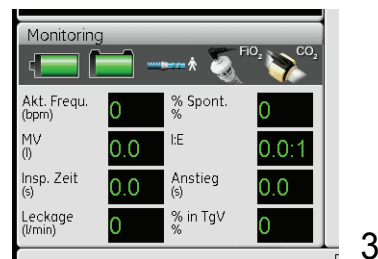 Monitoring
FiO₂ CO₂
Akt. Frequ. (bpm) 0 % Spont. % 0
MV (l) 0.0 I:E 0.0:1
Insp. Zeit (s) 0.0 Anstieg (s) 0.0
Leckage (l/min) 0 % in TgV % 0
3